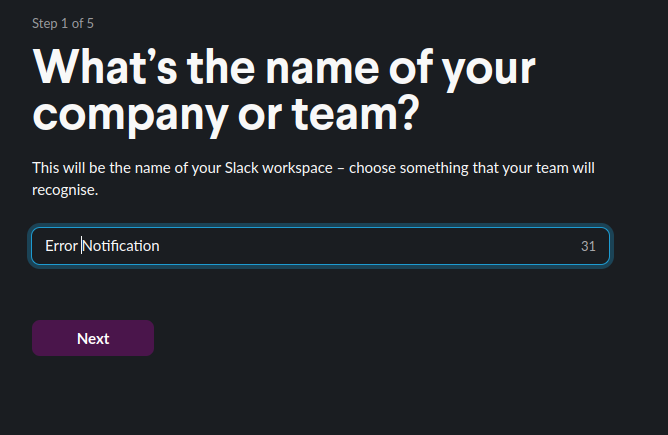 Step 1 of 5
What’s the name of your
company or team?
This will be the name of your Slack workspace – choose something that your team will
recognise.
Error Notification 31
Next